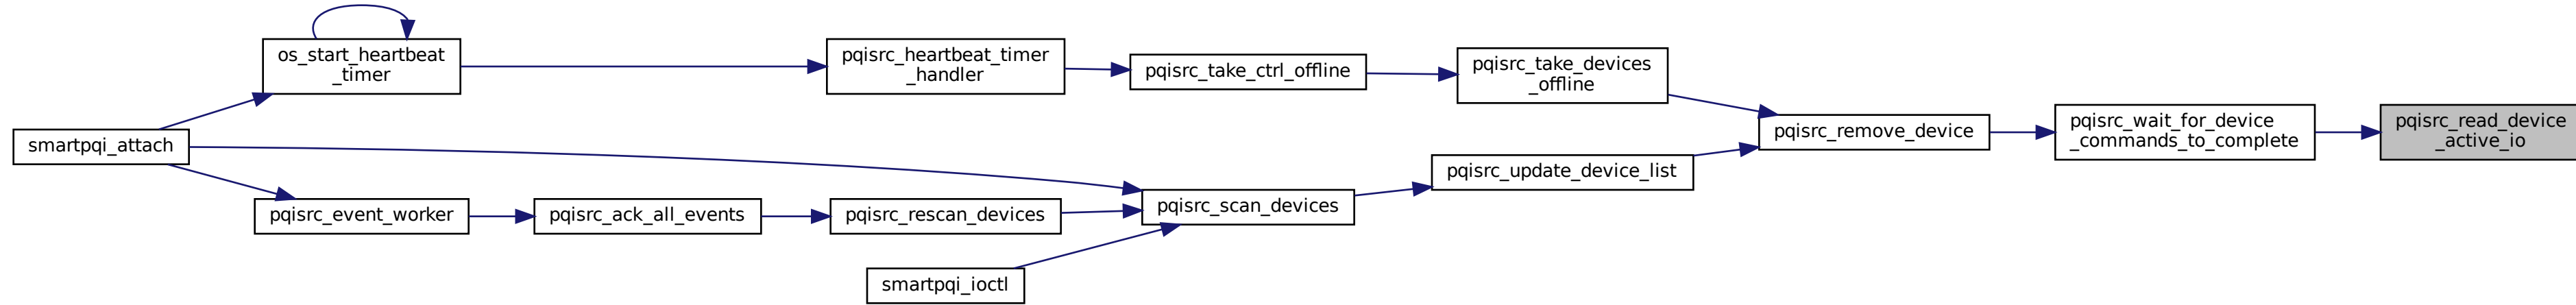 os_start_heartbeat
_timer
pqisrc_heartbeat_timer
_handler
pqisrc_take_ctrl_offline
pqisrc_take_devices
_offline
smartpqi_attach
pqisrc_remove_device
pqisrc_wait_for_device
_commands_to_complete
pqisrc_read_device
_active_io
pqisrc_update_device_list
pqisrc_event_worker
pqisrc_ack_all_events
pqisrc_rescan_devices
pqisrc_scan_devices
smartpqi_ioctl